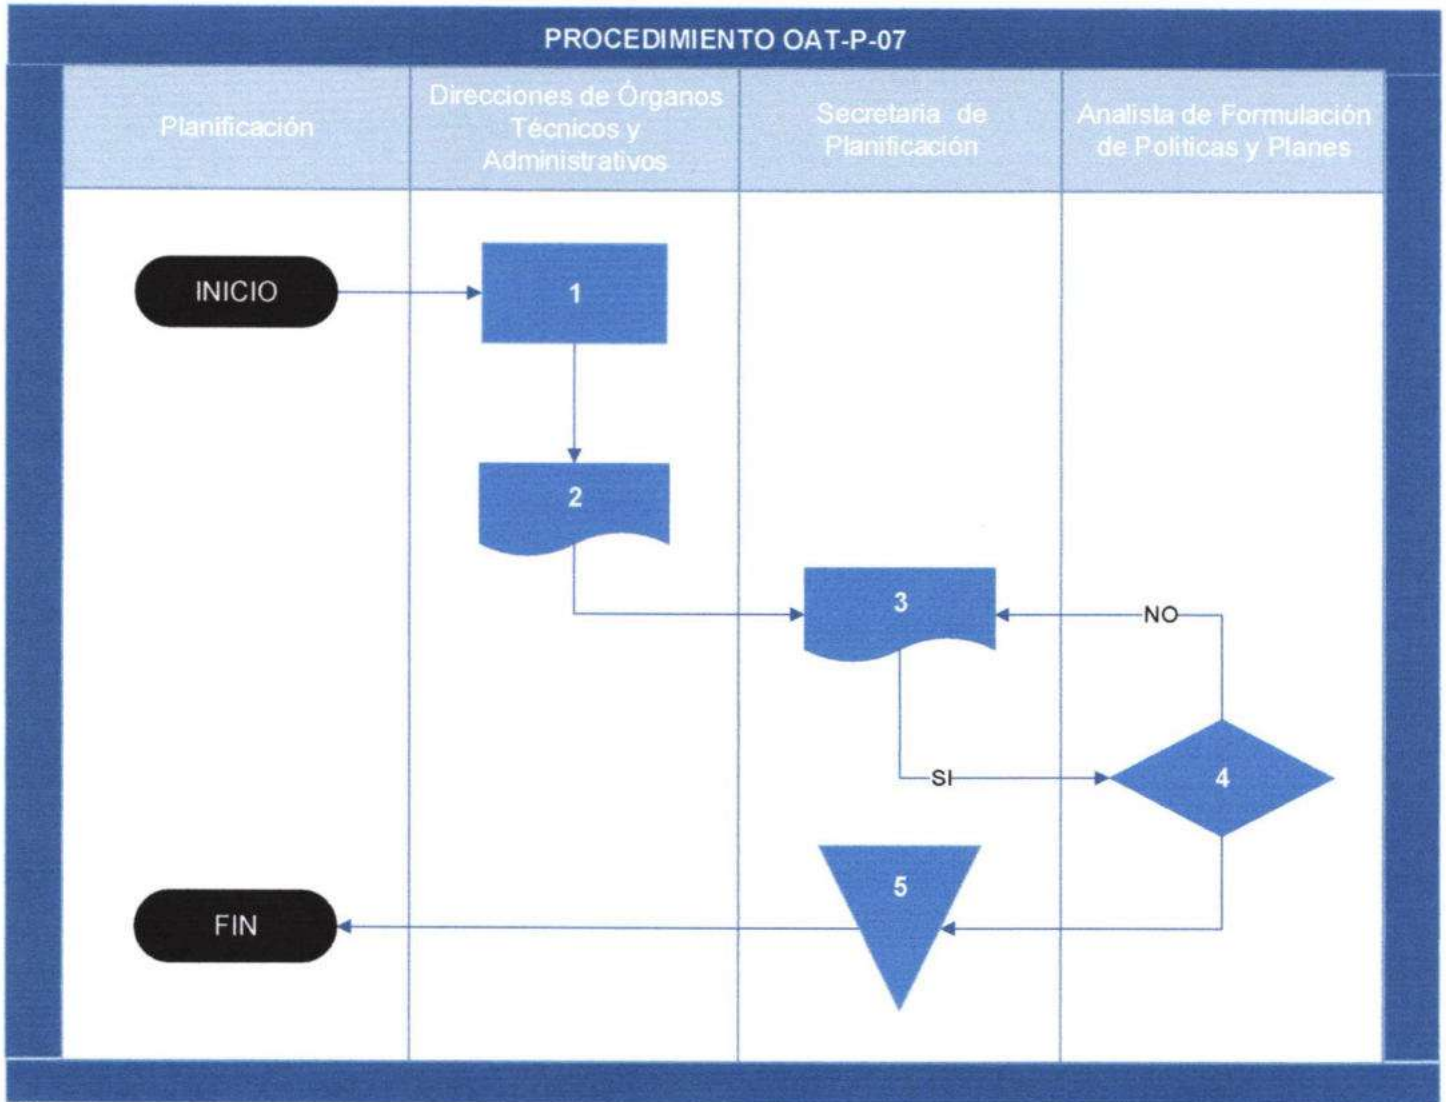 PROCEDIMIENTO OAT-P-07
Planificación
Direcciones de Órganos
Técnicos y
Administrativos
Secretaria de
Planificación
Analista de Formulación
de Políticas y Planes
INICIO
1
2
3
NO
SI
4
5
FIN